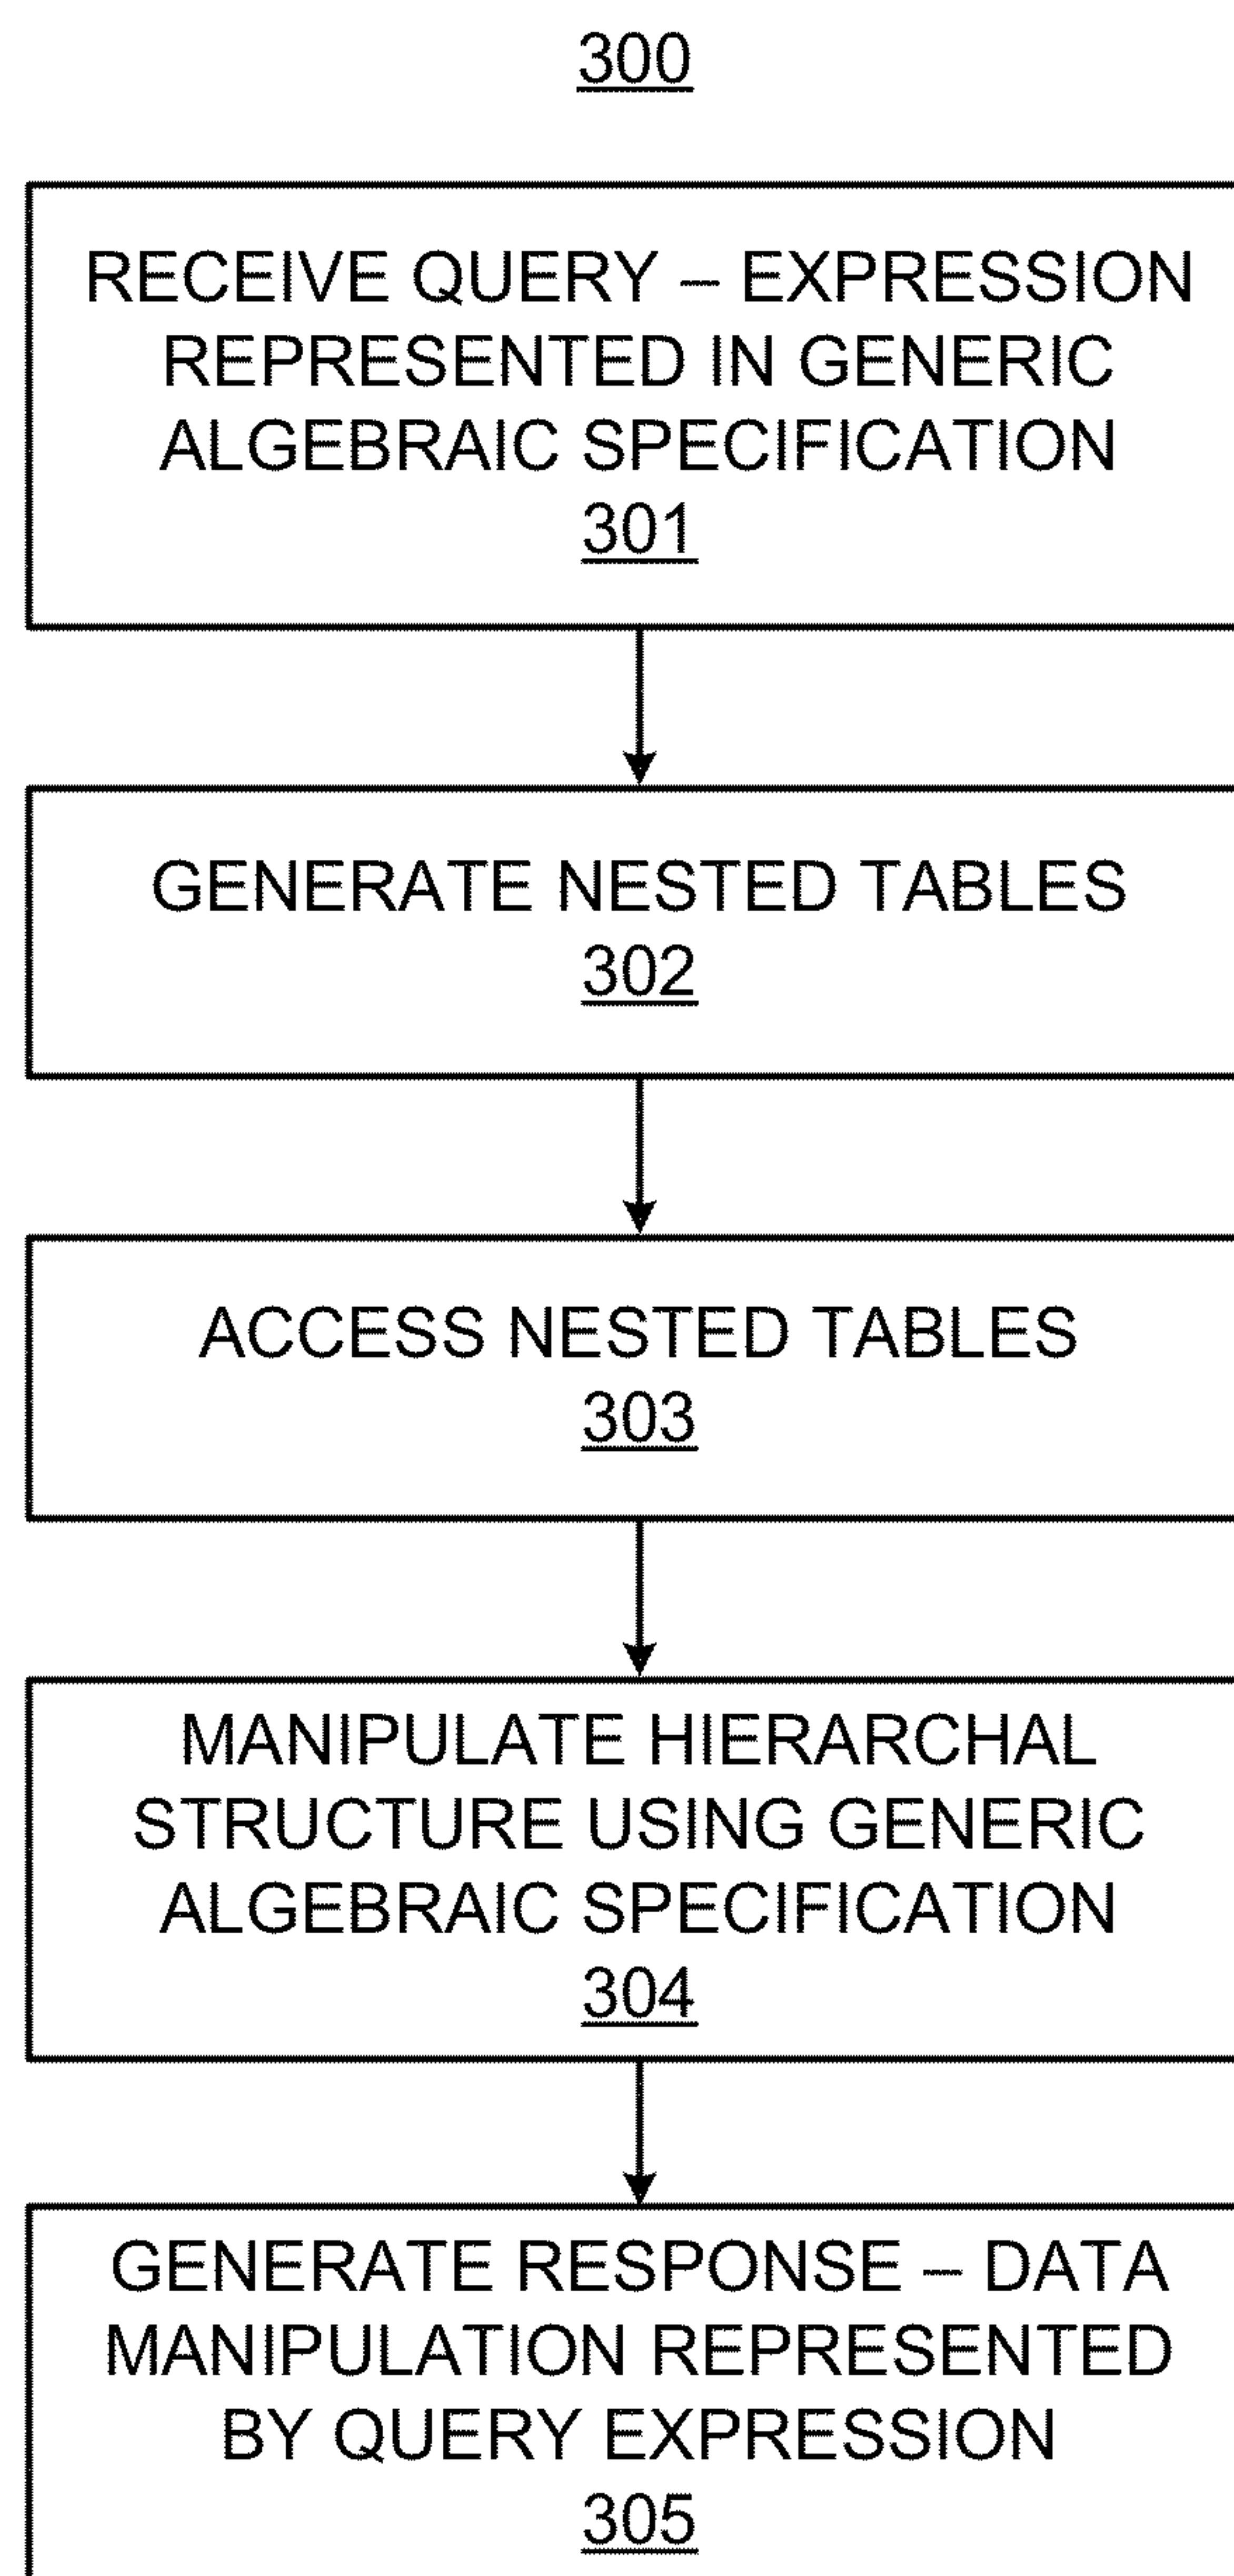 300
RECEIVE QUERY – EXPRESSION
REPRESENTED IN GENERIC
ALGEBRAIC SPECIFICATION
301
GENERATE NESTED TABLES
302
ACCESS NESTED TABLES
303
MANIPULATE HIERARCHAL
STRUCTURE USING GENERIC
ALGEBRAIC SPECIFICATION
304
GENERATE RESPONSE – DATA
MANIPULATION REPRESENTED
BY QUERY EXPRESSION
305